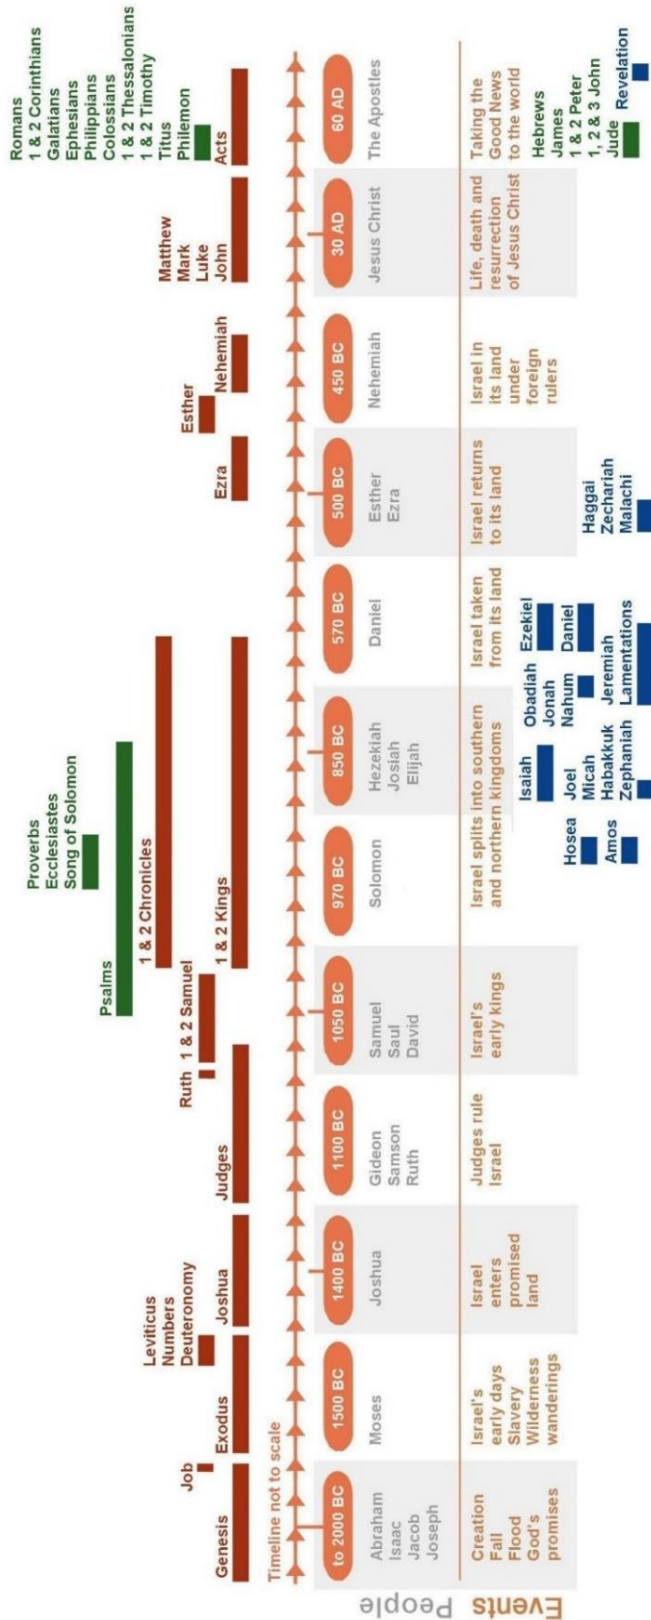 Proverbs
Ecclesiastes
Song of Solomon
Psalms
1 & 2 Chronicles
Romans
1 & 2 Corinthians
Galatians
Ephesians
Philippians
Colossians
1 & 2 Thessalonians
1 & 2 Timothy
Titus
Philemon
Leviticus
Numbers
Deuteronomy
Job
Ruth
1 & 2 Samuel
Esther
Matthew
Mark
Luke
John
Genesis
Exodus
Joshua
Judges
1 & 2 Kings
Ezra
Nehemiah
Acts
Timeline not to scale
to 2000 BC
1500 BC
1400 BC
1100 BC
1050 BC
970 BC
850 BC
570 BC
500 BC
450 BC
30 AD
60 AD
People
Abraham
Isaac
Jacob
Joseph
Moses
Joshua
Gideon
Samson
Ruth
Samuel
Saul
David
Solomon
Hezekiah
Josiah
Elijah
Daniel
Esther
Ezra
Nehemiah
Jesus Christ
The Apostles
Events
Creation
Fall
Flood
God's
promises
Israel's
early days
Slavery
Wilderness
wanderings
Israel
enters
promised
land
Judges rule
Israel
Israel's
early kings
Israel splits into southern
and northern kingdoms
Israel taken
from its land
Israel returns
to its land
Israel in
its land
under
foreign
rulers
Life, death and
resurrection
of Jesus Christ
Taking the
Good News
to the world
Hosea
Amos
Isaiah
Joel
Micah
Habakkuk
Zephaniah
Obadiah
Jonah
Nahum
Jeremiah
Lamentations
Ezekiel
Daniel
Haggai
Zechariah
Malachi
Hebrews
James
1 & 2 Peter
1, 2 & 3 John
Jude
Revelation